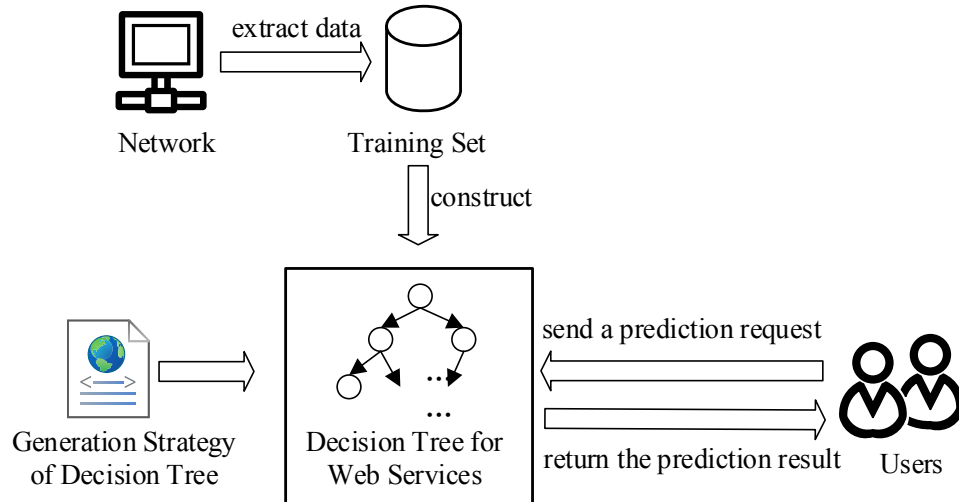 extract data
Network
Training Set
construct
send a prediction request
...
...
Generation Strategy
of Decision Tree
Decision Tree for
Web Services
return the prediction result
Users